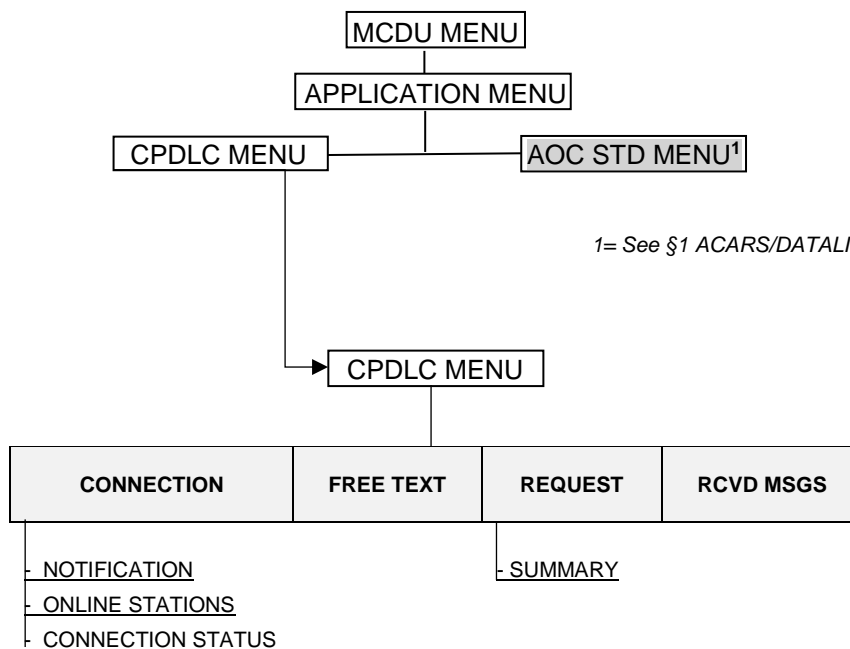 MCDU MENU
APPLICATION MENU
CPDLC MENU
AOC STD MENU¹
1= See §1 ACARS/DATALI
CPDLC MENU
CONNECTION
FREE TEXT
REQUEST
RCVD MSGS
- NOTIFICATION
- SUMMARY
- ONLINE STATIONS
- CONNECTION STATUS